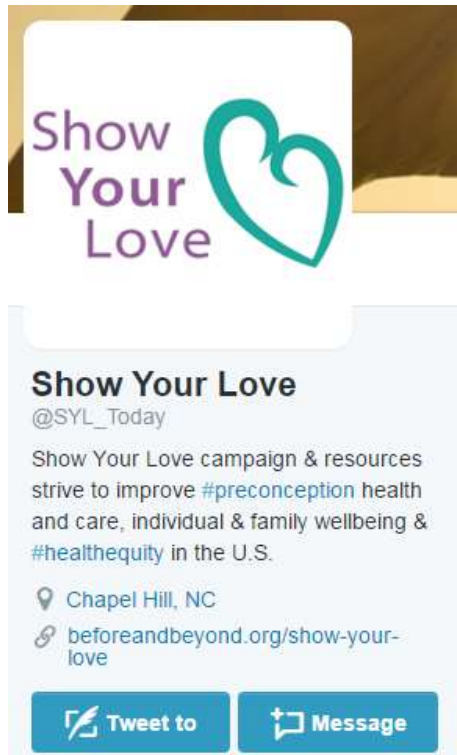 Show
Your
Love
Show Your Love
@SYL_Today
Show Your Love campaign & resources
strive to improve #preconception health
and care, individual & family wellbeing &
#healthequity in the U.S.
Chapel Hill, NC
beforeandbeyond.org/show-your-
love
Tweet to
Message